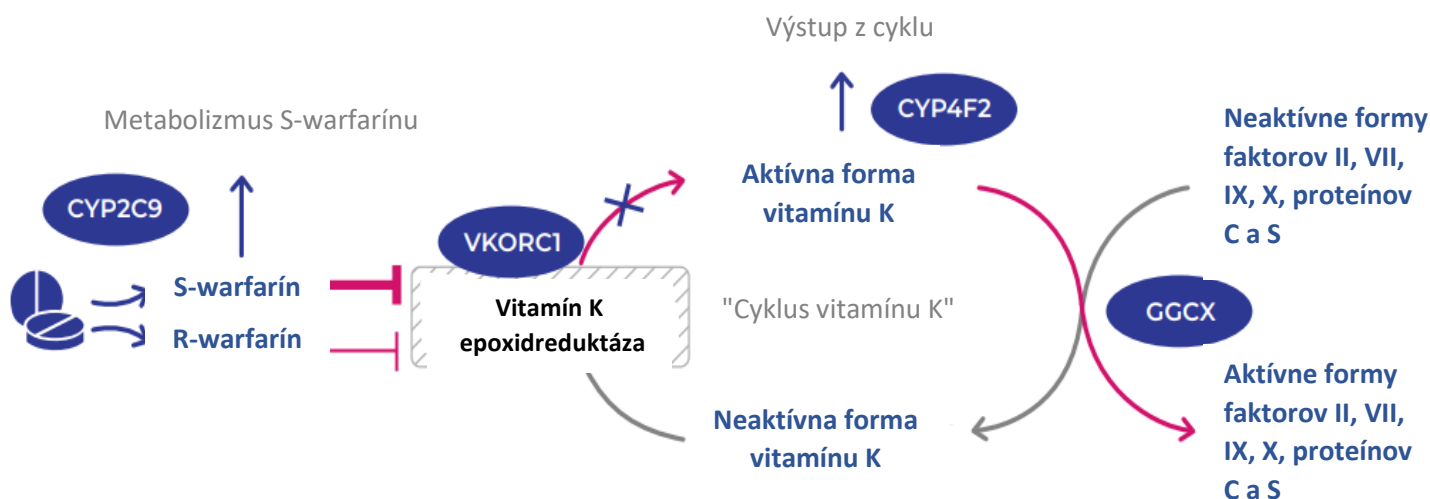 Výstup z cyklu
CYP4F2
Metabolizmus S-warfarínu
CYP2C9
S-warfarín
R-warfarín
VKORC1
Vitamín K
epoxidreduktáza
Aktívna forma
vitamínu K
"Cyklus vitamínu K"
Neaktívna forma
vitamínu K
Neaktívne formy
faktorov II, VII,
IX, X, proteínov
C a S
GGCX
Aktívne formy
faktorov II, VII,
IX, X, proteínov
C a S